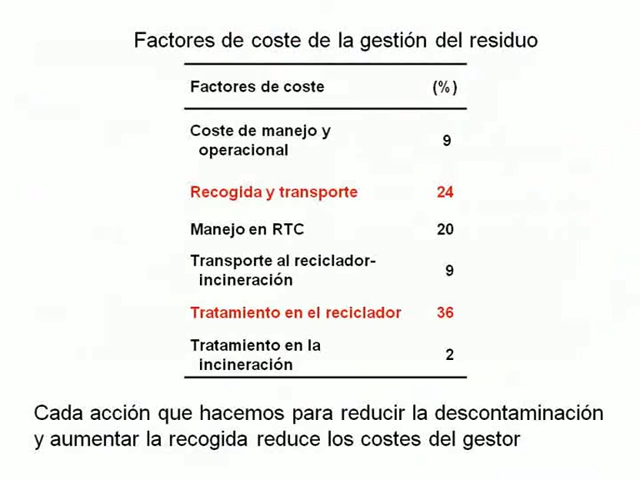 Factores de coste de la gestión del residuo
Factores de coste (%)
Coste de manejo y
operacional 9
Recogida y transporte 24
Manejo en RTC 20
Transporte al reciclador-
incineración 9
Tratamiento en el reciclador 36
Tratamiento en la
incineración 2
Cada acción que hacemos para reducir la descontaminación
y aumentar la recogida reduce los costes del gestor